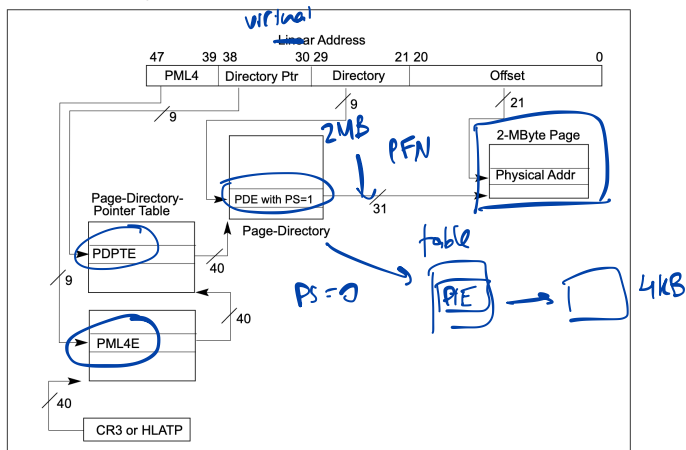 virtual
Linear Address
47 39 38 30 29 21 20 0
PML4 Directory Ptr Directory Offset
9 9 21
2MB PFN 2-MByte Page
Physical Addr
PDE with PS=1
31
Page-Directory-
Pointer Table
Page-Directory
table
PDPTE
40
PS=0
PTE
4KB
9
40
PML4E
40
CR3 or HLATP